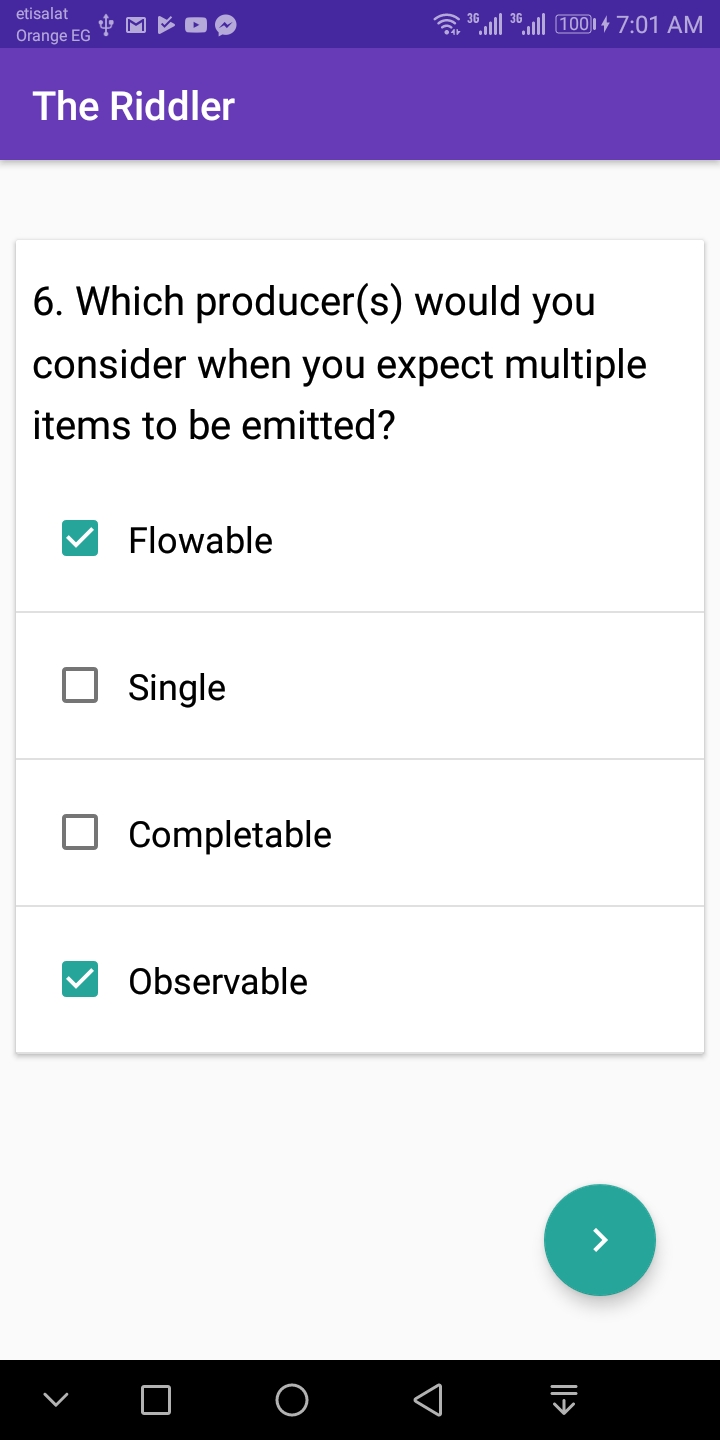 etisalat
Orange EG
3G 3G 100 7:01 AM
The Riddler
6. Which producer(s) would you
consider when you expect multiple
items to be emitted?
Flowable
Single
Completable
Observable